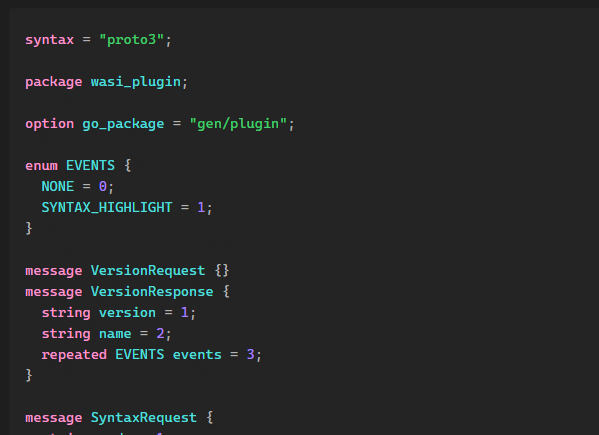 syntax = "proto3";
package wasi_plugin;
option go_package = "gen/plugin";
enum EVENTS {
NONE = 0;
SYNTAX_HIGHLIGHT = 1;
}
message VersionRequest {}
message VersionResponse {
string version = 1;
string name = 2;
repeated EVENTS events = 3;
}
message SyntaxRequest {